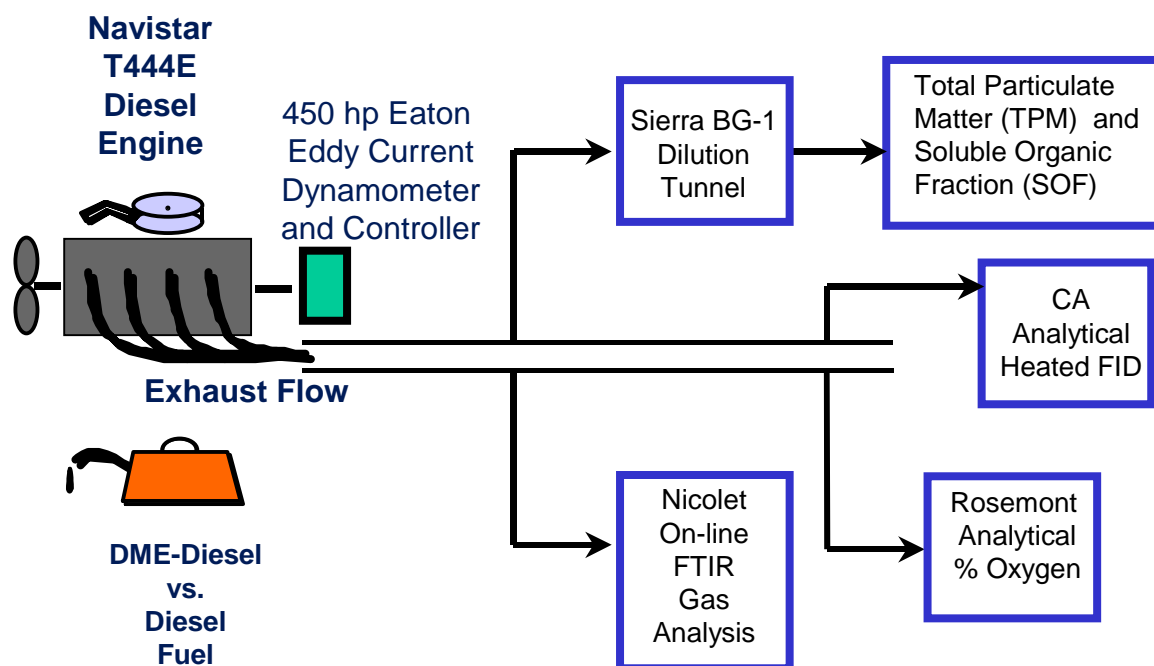 Navistar
T444E
Diesel
Engine
450 hp Eaton
Eddy Current
Dynamometer
and Controller
Sierra BG-1
Dilution
Tunnel
Total Particulate
Matter (TPM) and
Soluble Organic
Fraction (SOF)
CA
Analytical
Heated FID
Exhaust Flow
DME-Diesel
vs.
Diesel
Fuel
Nicolet
On-line
FTIR
Gas
Analysis
Rosemont
Analytical
% Oxygen